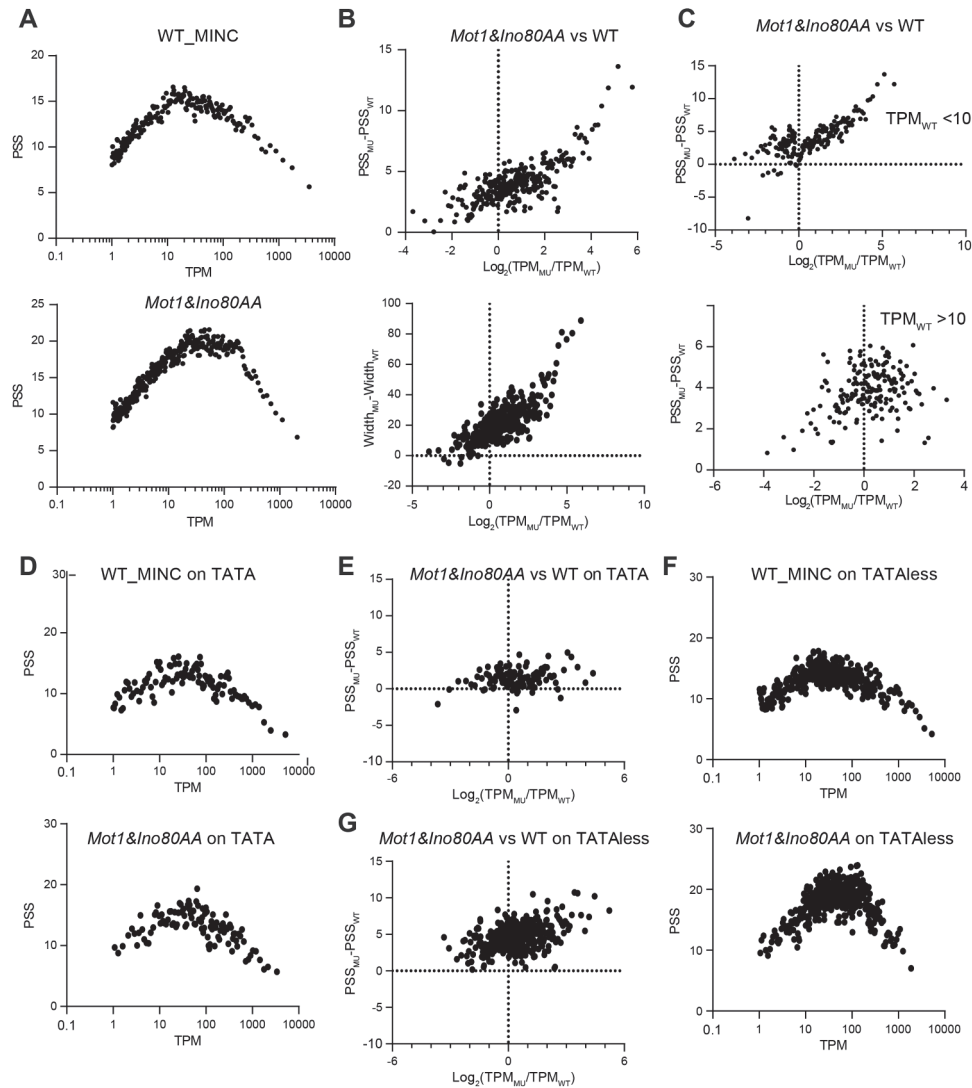 A
WT_MINC
20
15
10
5
0
PSS
0.1 1 10 100 1000 10000
TPM
Mot1&Ino80AA
25
20
15
10
5
0
PSS
0.1 1 10 100 1000 10000
TPM
B
Mot1&Ino80AA vs WT
15
10
5
0
PSSMU-PSSWT
-4 -2 0 2 4 6
Log2(TPMMU/TPMWT)
100
80
60
40
20
0
-20
WidthMU-WidthWT
-5 0 5 10
Log2(TPMMU/TPMWT)
C
Mot1&Ino80AA vs WT
15
10
5
0
-5
-10
PSSMU-PSSWT
TPMWT <10
-5 0 5 10
Log2(TPMMU/TPMWT)
TPMWT >10
8
6
4
2
0
PSSMU-PSSWT
-6 -4 -2 0 2 4
Log2(TPMMU/TPMWT)
D
WT_MINC on TATA
30
20
10
0
PSS
0.1 1 10 100 1000 10000
TPM
Mot1&Ino80AA on TATA
30
20
10
0
PSS
0.1 1 10 100 1000 10000
TPM
E
Mot1&Ino80AA vs WT on TATA
15
10
5
0
-5
-10
PSSMU-PSSWT
-6 0 6
Log2(TPMMU/TPMWT)
G
Mot1&Ino80AA vs WT on TATAless
15
10
5
0
-5
-10
PSSMU-PSSWT
-6 0 6
Log2(TPMMU/TPMWT)
F
WT_MINC on TATAless
30
20
10
0
PSS
0.1 1 10 100 10000
TPM
Mot1&Ino80AA on TATAless
30
20
10
0
PSS
0.1 1 10 100 1000 10000
TPM